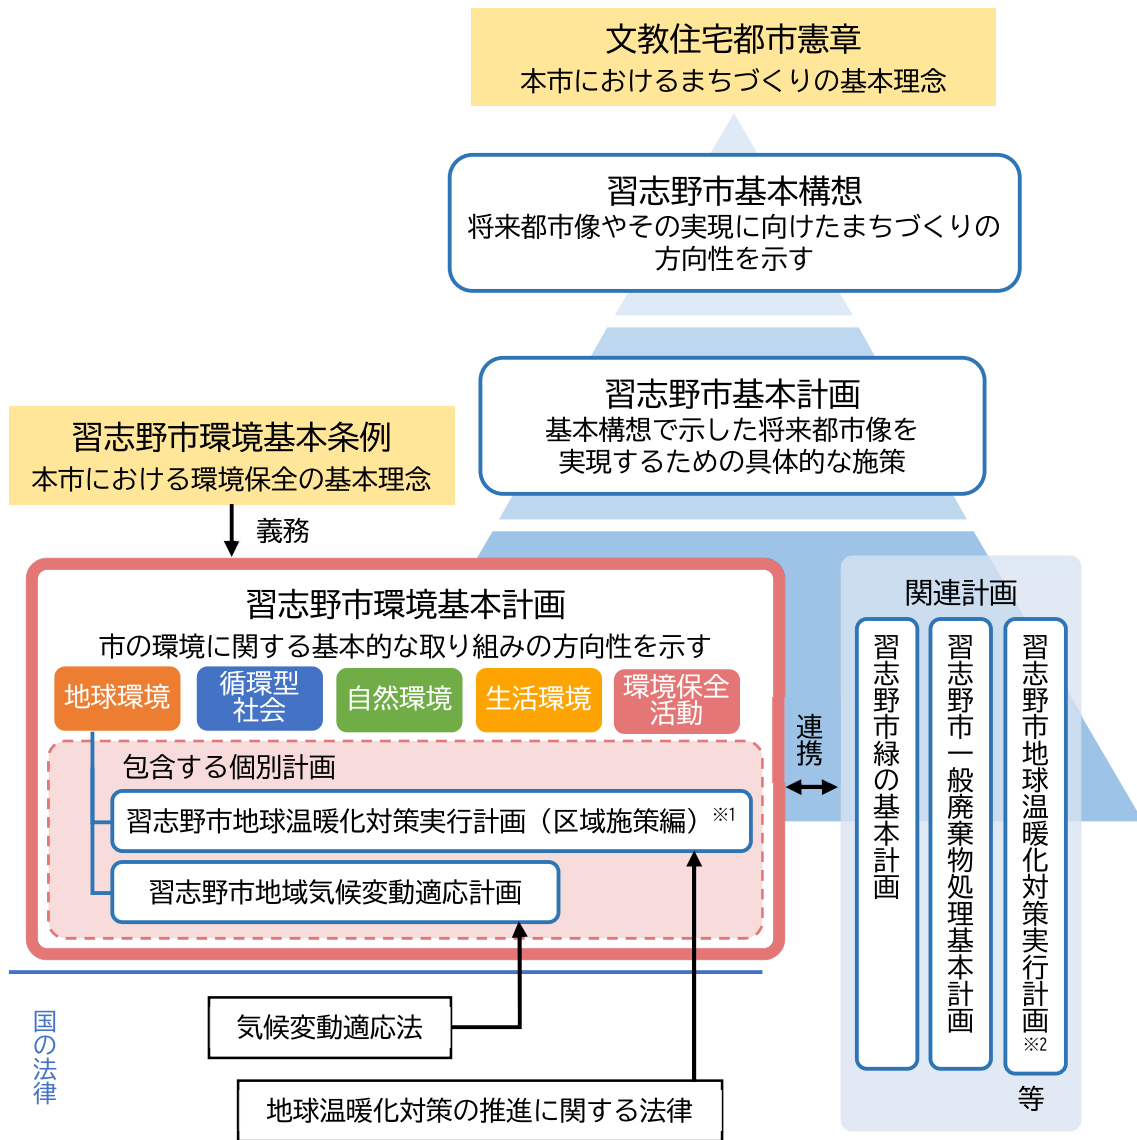 文教住宅都市憲章
本市におけるまちづくりの基本理念
習志野市基本構想
将来都市像やその実現に向けたまちづくりの
方向性を示す
習志野市基本計画
基本構想で示した将来都市像を
実現するための具体的な施策
習志野市環境基本条例
本市における環境保全の基本理念
義務
習志野市環境基本計画
市の環境に関する基本的な取り組みの方向性を示す
地球環境
循環型
社会
自然環境
生活環境
環境保全
活動
包含する個別計画
習志野市地球温暖化対策実行計画（区域施策編）※1
習志野市地域気候変動適応計画
連携
関連計画
習志野市緑の基本計画
習志野市一般廃棄物処理基本計画
習志野市地球温暖化対策実行計画※2
等
国の法律
気候変動適応法
地球温暖化対策の推進に関する法律